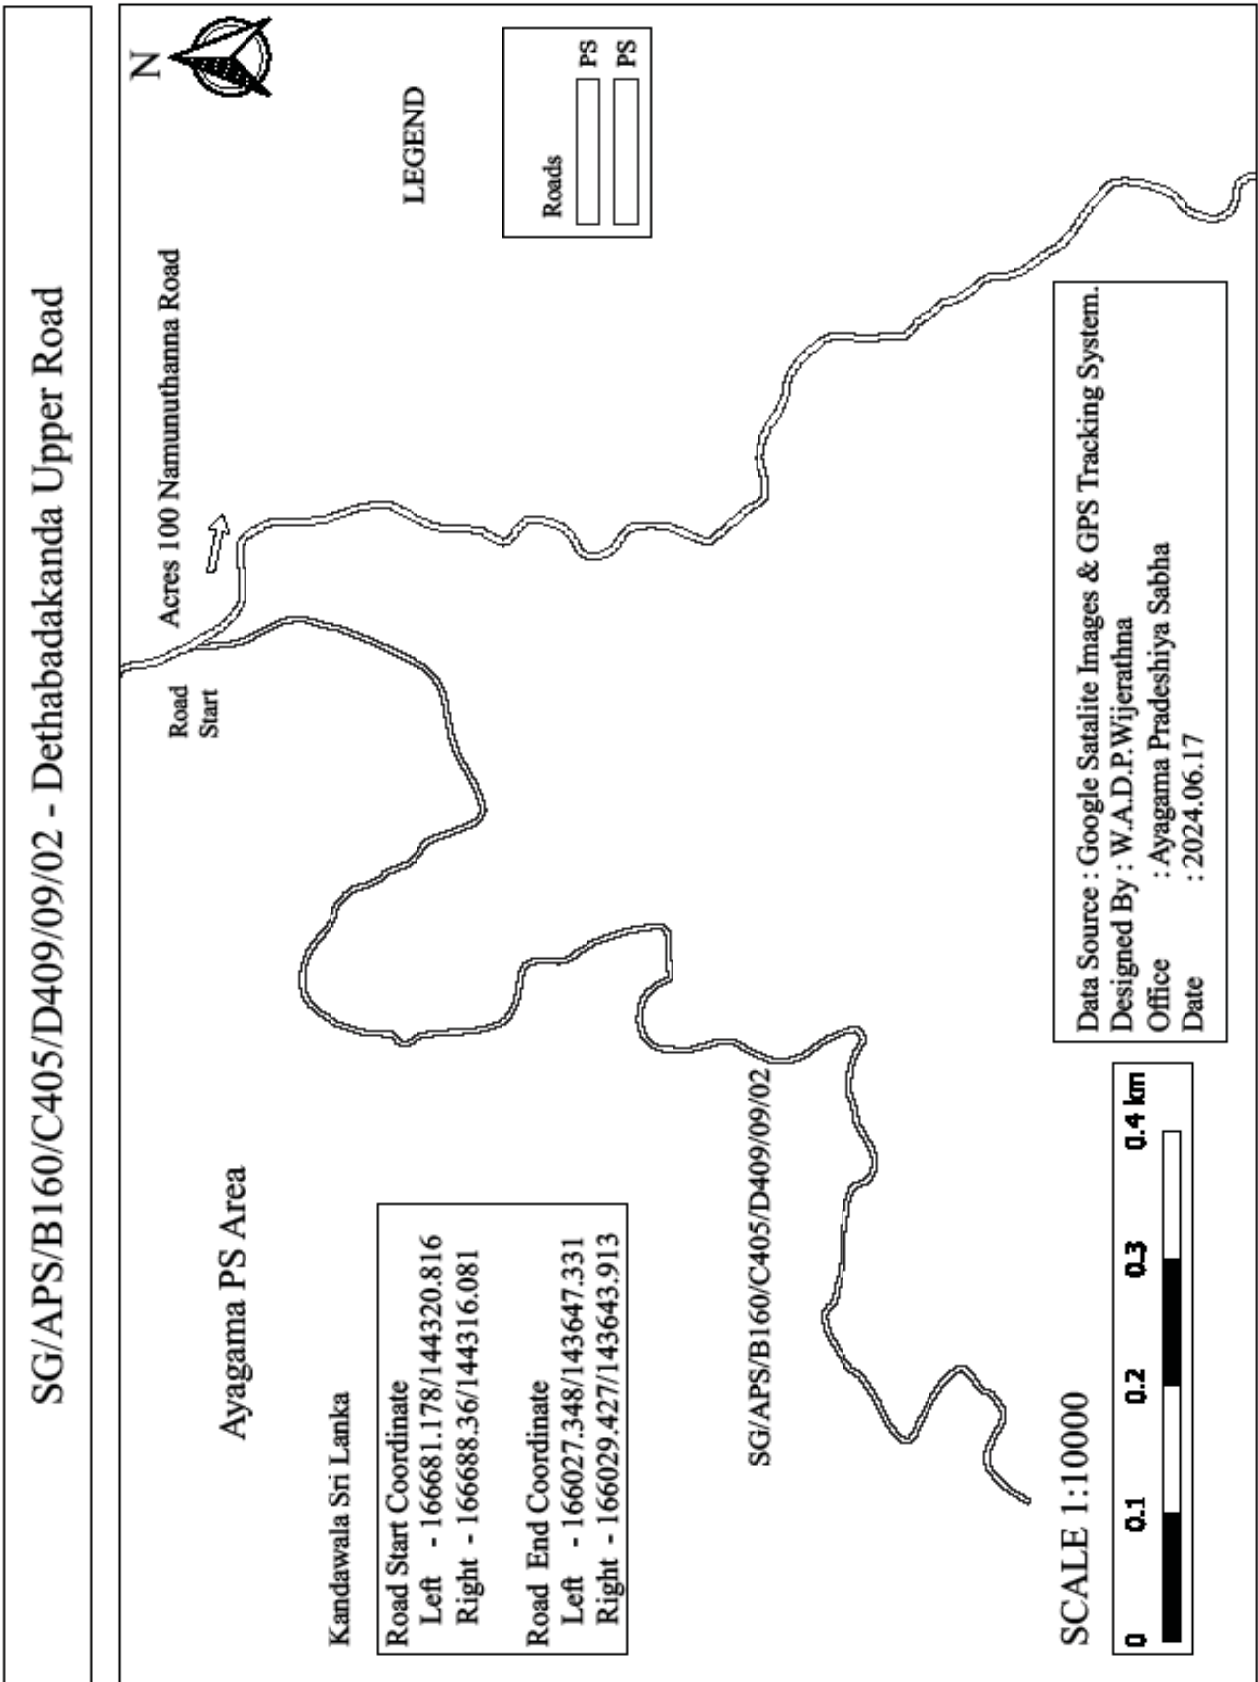 SG/APS/B160/C405/D409/09/02 - Dethabadakanda Upper Road
N
Acres 100 Namunuthanna Road
Road
Start
LEGEND
Roads
PS
PS
Ayagama PS Area
Kandawala Sri Lanka
Road Start Coordinate
Left - 166681.178/144320.816
Right - 166688.36/144316.081
Road End Coordinate
Left - 166027.348/143647.331
Right - 166029.427/143643.913
SG/APS/B160/C405/D409/09/02
SCALE 1:10000
0 0.1 0.2 0.3 0.4 km
Data Source : Google Satalite Images & GPS Tracking System.
Designed By : W.A.D.P.Wijerathna
Office : Ayagama Pradeshiya Sabha
Date : 2024.06.17